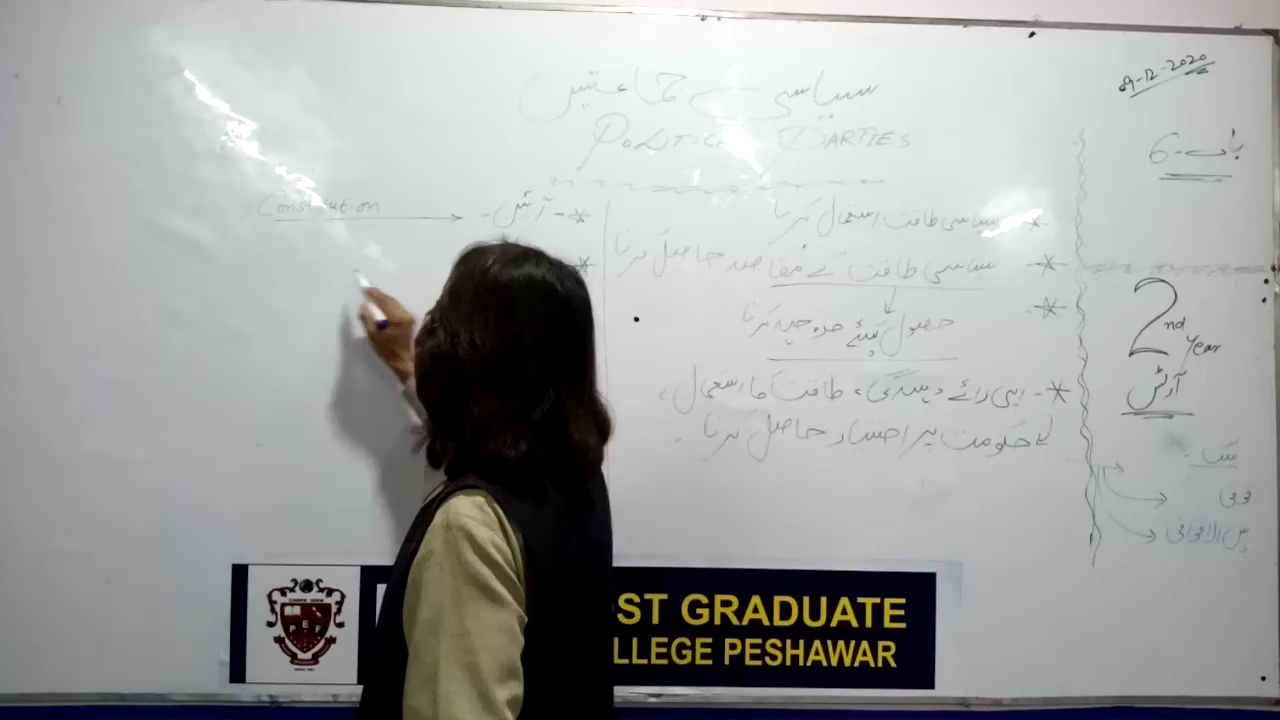 09-12-2020
سیاسی جماعتیں
POLITICAL PARTIES
باب-6
* سیاسی طاقت استعمال کرنا
* سیاسی طاقت کے مقاصد حاصل کرنا
* حصول کیلئے جدوجہد کرنا
* اپنی رائے دہندگی، طاقت کا استعمال،
حکومت پر اختیار حاصل کرنا
* آئین
Constitution
*
2nd Year
آرٹس
PEF
ST GRADUATE
LLEGE PESHAWAR